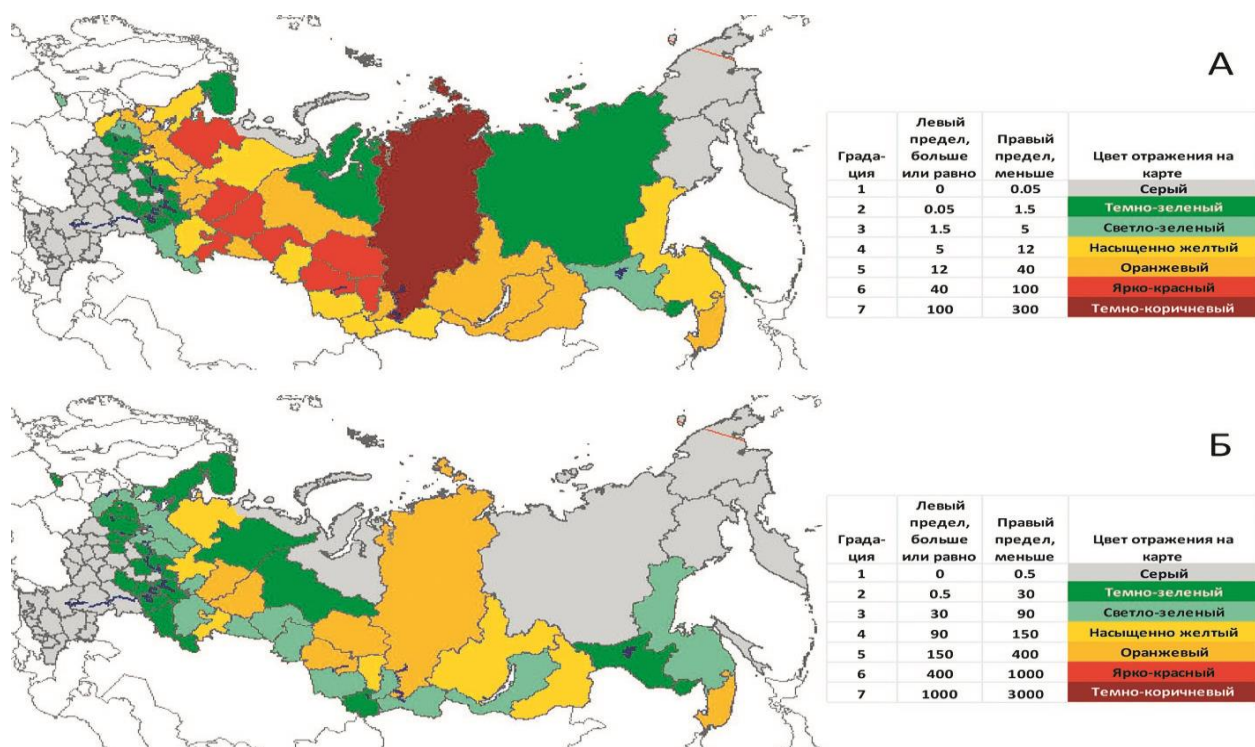 А
Града-
ция
Левый
предел,
больше
или равно
Правый
предел,
меньше
Цвет отражения на
карте
1 0 0.05 Серый
2 0.05 1.5 Темно-зеленый
3 1.5 5 Светло-зеленый
4 5 12 Насыщенно желтый
5 12 40 Оранжевый
6 40 100 Ярко-красный
7 100 300 Темно-коричневый
Б
Града-
ция
Левый
предел,
больше
или равно
Правый
предел,
меньше
Цвет отражения на
карте
1 0 0.5 Серый
2 0.5 30 Темно-зеленый
3 30 90 Светло-зеленый
4 90 150 Насыщенно желтый
5 150 400 Оранжевый
6 400 1000 Ярко-красный
7 1000 3000 Темно-коричневый